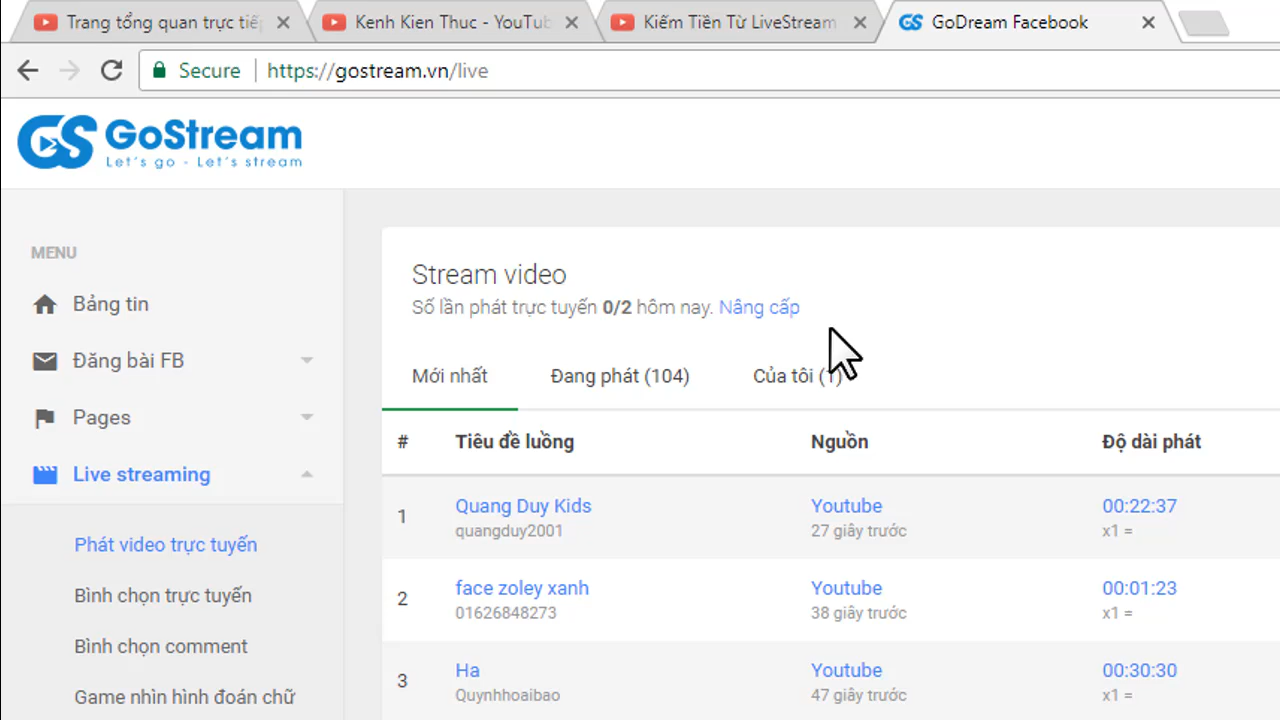 Trang tổng quan trực tiếp
Kenh Kien Thuc - YouTub
Kiếm Tiền Từ LiveStream
GoDream Facebook
Secure
https://gostream.vn/live
GS GoStream
Let's go - Let's stream
MENU
Bảng tin
Đăng bài FB
Pages
Live streaming
Phát video trực tuyến
Bình chọn trực tuyến
Bình chọn comment
Game nhìn hình đoán chữ
Stream video
Số lần phát trực tuyến 0/2 hôm nay. Nâng cấp
Mới nhất
Đang phát (104)
Của tôi (1)
# Tiêu đề luồng Nguồn Độ dài phát
1 Quang Duy Kids Youtube 00:22:37
quangduy2001 27 giây trước x1 =
2 face zoley xanh Youtube 00:01:23
01626848273 38 giây trước x1 =
3 Ha Youtube 00:30:30
Quynhhoaibao 47 giây trước x1 =